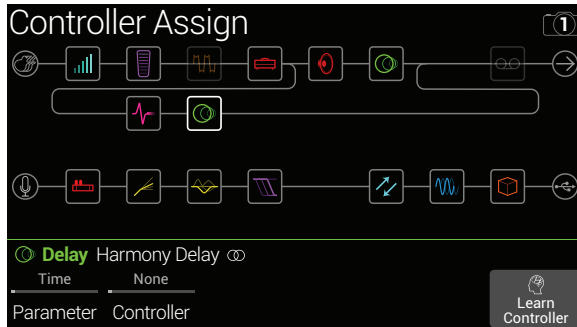 Controller Assign
1
Delay Harmony Delay
Time None
Parameter Controller
Learn
Controller